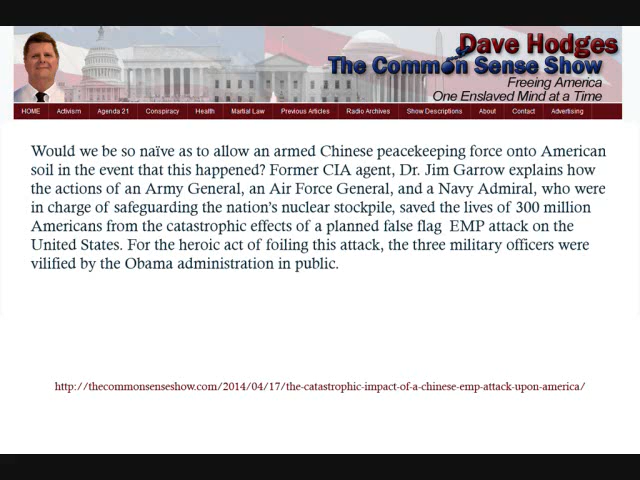 Dave Hodges
The Common Sense Show
Freeing America
One Enslaved Mind at a Time
HOME Activism Agenda 21 Conspiracy Health Martial Law Previous Articles Radio Archives Show Descriptions About Contact Advertising
Would we be so naïve as to allow an armed Chinese peacekeeping force onto American
soil in the event that this happened? Former CIA agent, Dr. Jim Garrow explains how
the actions of an Army General, an Air Force General, and a Navy Admiral, who were
in charge of safeguarding the nation's nuclear stockpile, saved the lives of 300 million
Americans from the catastrophic effects of a planned false flag  EMP attack on the
United States. For the heroic act of foiling this attack, the three military officers were
vilified by the Obama administration in public.
http://thecommonsenseshow.com/2014/04/17/the-catastrophic-impact-of-a-chinese-emp-attack-upon-america/